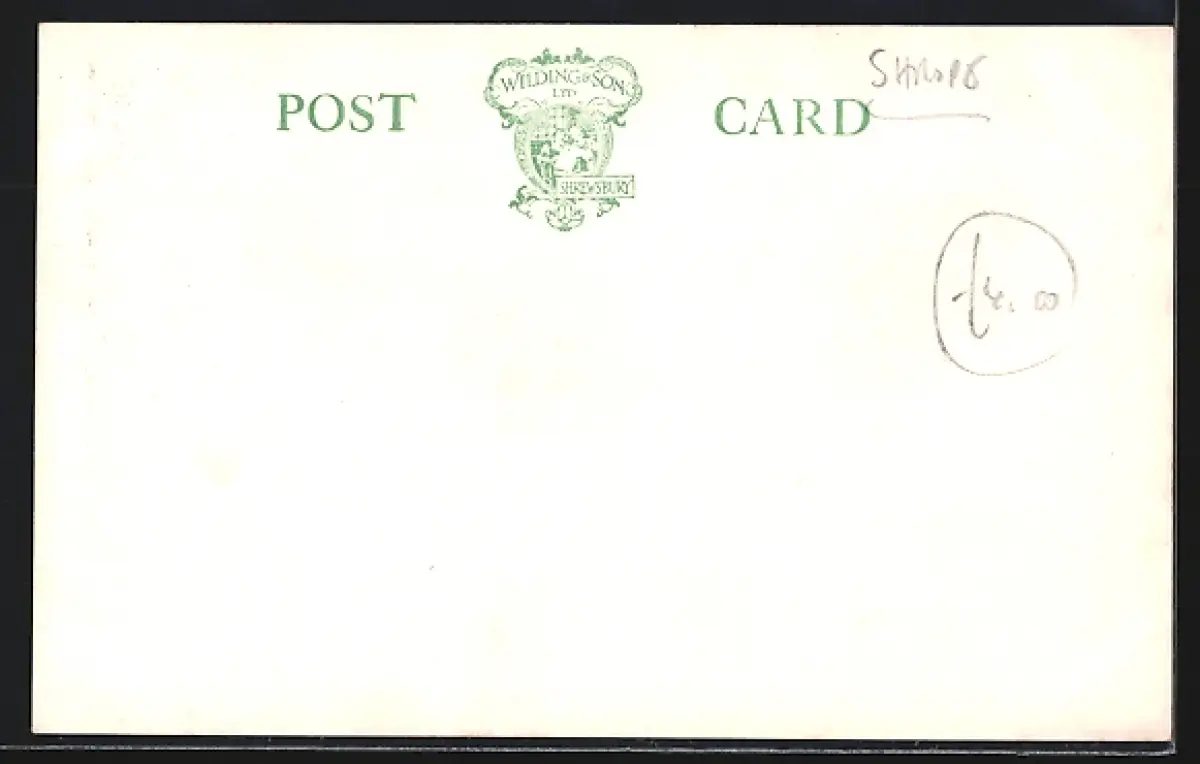 SHROPS
POST CARD
WILDING & SON
LTD
SHREWSBURY
£4.00